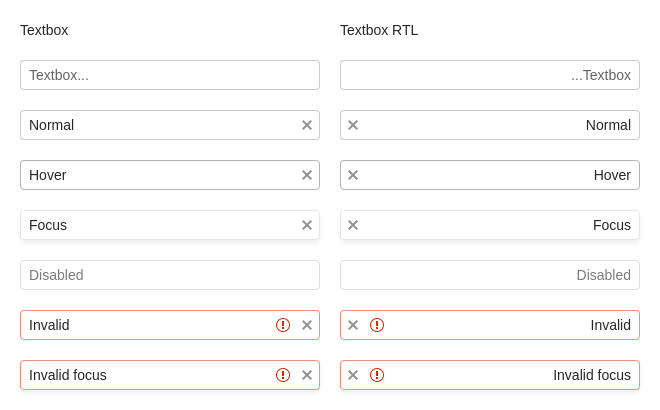 Textbox
Textbox RTL
Textbox...
...Textbox
Normal
Normal
Hover
Hover
Focus
Focus
Disabled
Disabled
Invalid
Invalid
Invalid focus
Invalid focus